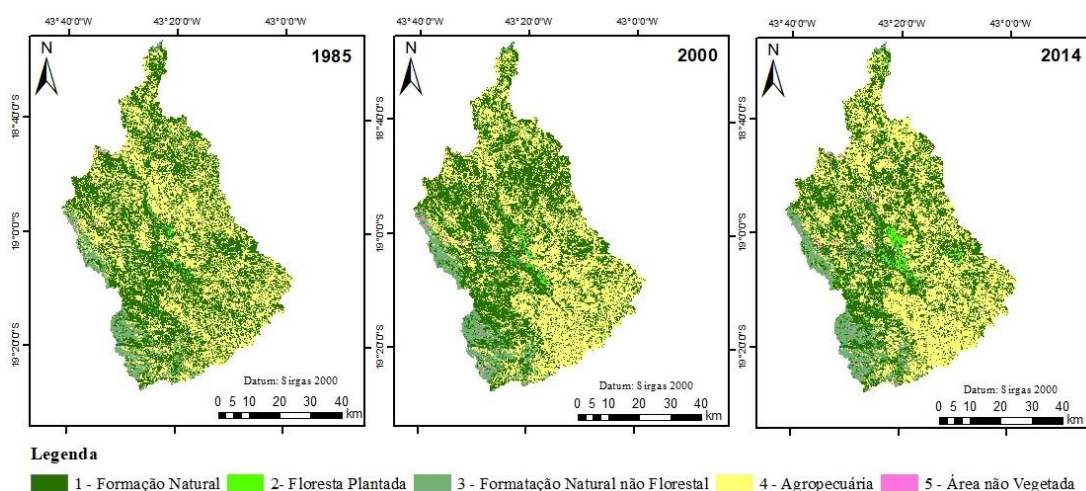 43°40'0"W 43°20'0"W 43°0'0"W 43°40'0"W 43°20'0"W 43°0'0"W 43°40'0"W 43°20'0"W 43°0'0"W
N 1985 N 2000 N 2014
18°40'0"S 18°40'0"S 18°40'0"S
19°0'0"S 19°0'0"S 19°0'0"S
19°20'0"S 19°20'0"S 19°20'0"S
Datum: Sirgas 2000 Datum: Sirgas 2000 Datum: Sirgas 2000
0 5 10 20 30 40 km 0 5 10 20 30 40 km 0 5 10 20 30 40 km
Legenda
1 - Formação Natural 2- Floresta Plantada 3 - Formatação Natural não Florestal 4 - Agropecuária 5 - Área não Vegetada